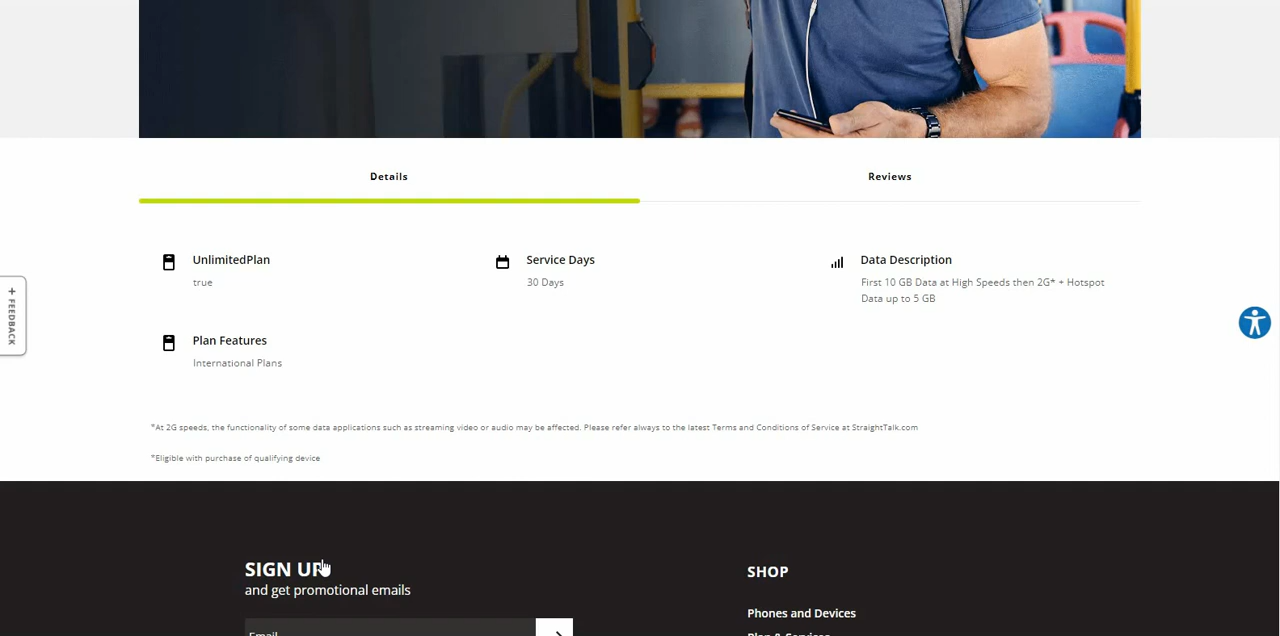 Details
Reviews
UnlimitedPlan
true
Service Days
30 Days
Data Description
First 10 GB Data at High Speeds then 2G* + Hotspot
Data up to 5 GB
Plan Features
International Plans
+ FEEDBACK
*At 2G speeds, the functionality of some data applications such as streaming video or audio may be affected. Please refer always to the latest Terms and Conditions of Service at StraightTalk.com
*Eligible with purchase of qualifying device
SIGN UP
and get promotional emails
Email
SHOP
Phones and Devices
Plan & Services